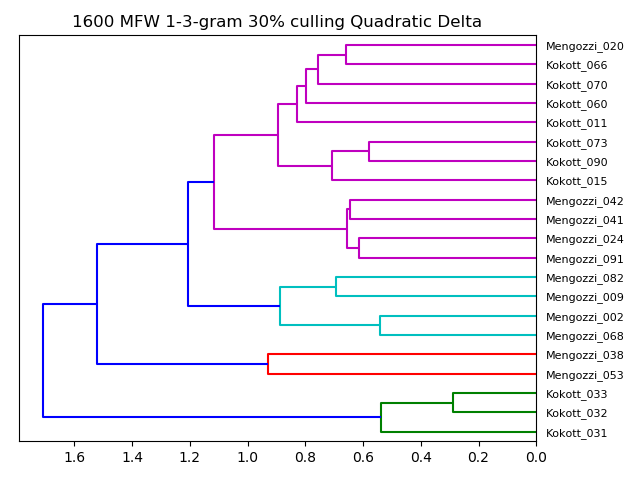 1600 MFW 1-3-gram 30% culling Quadratic Delta
Mengozzi_020
Kokott_066
Kokott_070
Kokott_060
Kokott_011
Kokott_073
Kokott_090
Kokott_015
Mengozzi_042
Mengozzi_041
Mengozzi_024
Mengozzi_091
Mengozzi_082
Mengozzi_009
Mengozzi_002
Mengozzi_068
Mengozzi_038
Mengozzi_053
Kokott_033
Kokott_032
Kokott_031
1.6 1.4 1.2 1.0 0.8 0.6 0.4 0.2 0.0